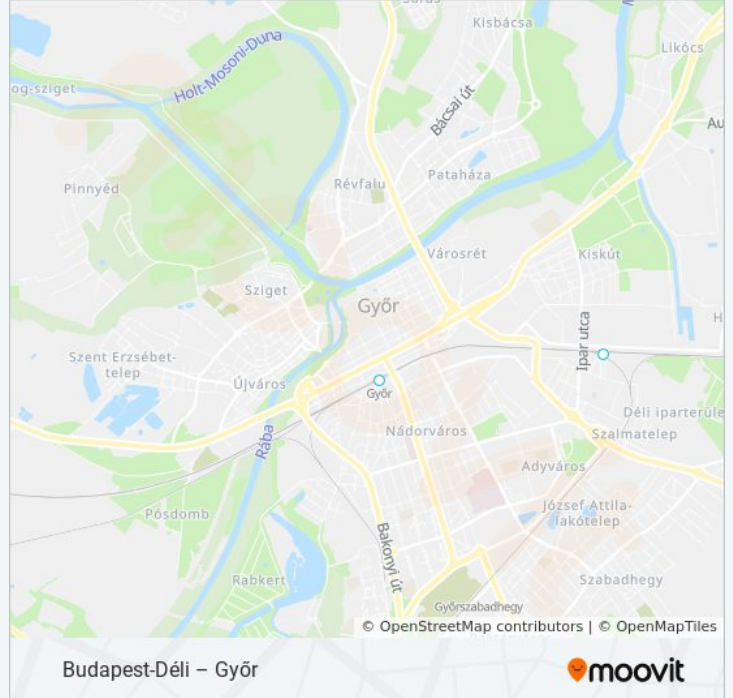 Kisbácsa
Likócs
Holt-Mosoni-Duna
og-sziget
Bácsai út
Au
Pinnyéd
Révfalu
Pataháza
Városrét
Kiskút
Sziget
Győr
Ipar utca
H
Szent Erzsébet-
telep
Újváros
Győr
Déli iparterüle
Rába
Nádorváros
Szalmatelep
Adyváros
József Attila-
lakótelep
Pósdomb
Bakonyi út
Rabkert
Szabadhegy
Győrszabadhegy
© OpenStreetMap contributors | © OpenMapTiles
Budapest-Déli – Győr
moovit